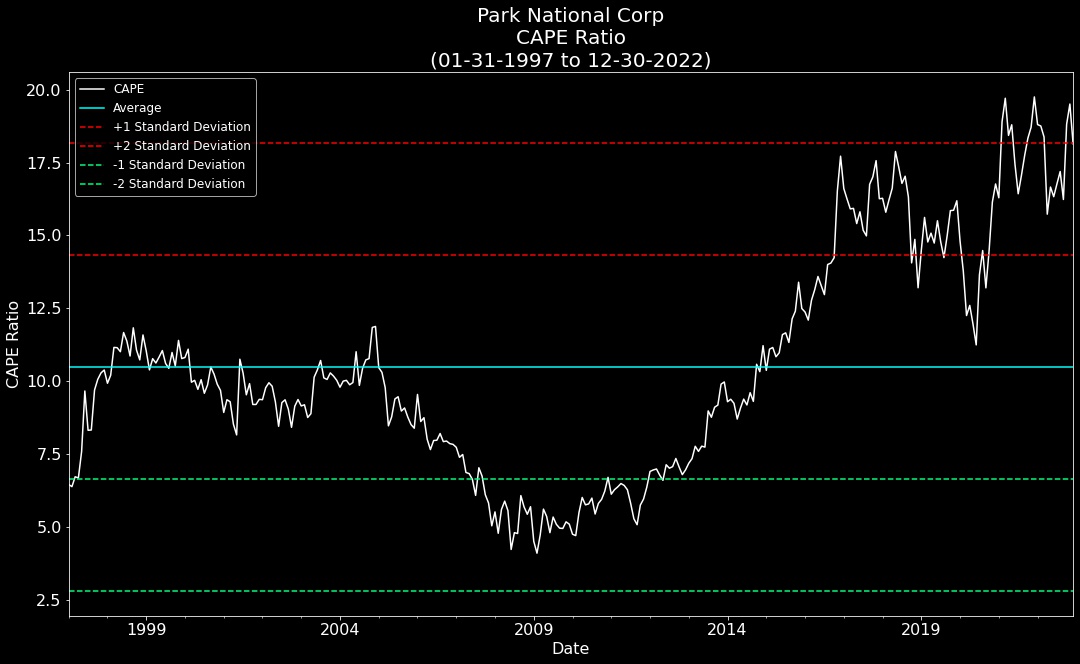 Park National Corp
CAPE Ratio
(01-31-1997 to 12-30-2022)
CAPE
Average
+1 Standard Deviation
+2 Standard Deviation
-1 Standard Deviation
-2 Standard Deviation
CAPE Ratio
20.0
17.5
15.0
12.5
10.0
7.5
5.0
2.5
1999
2004
2009
2014
2019
Date